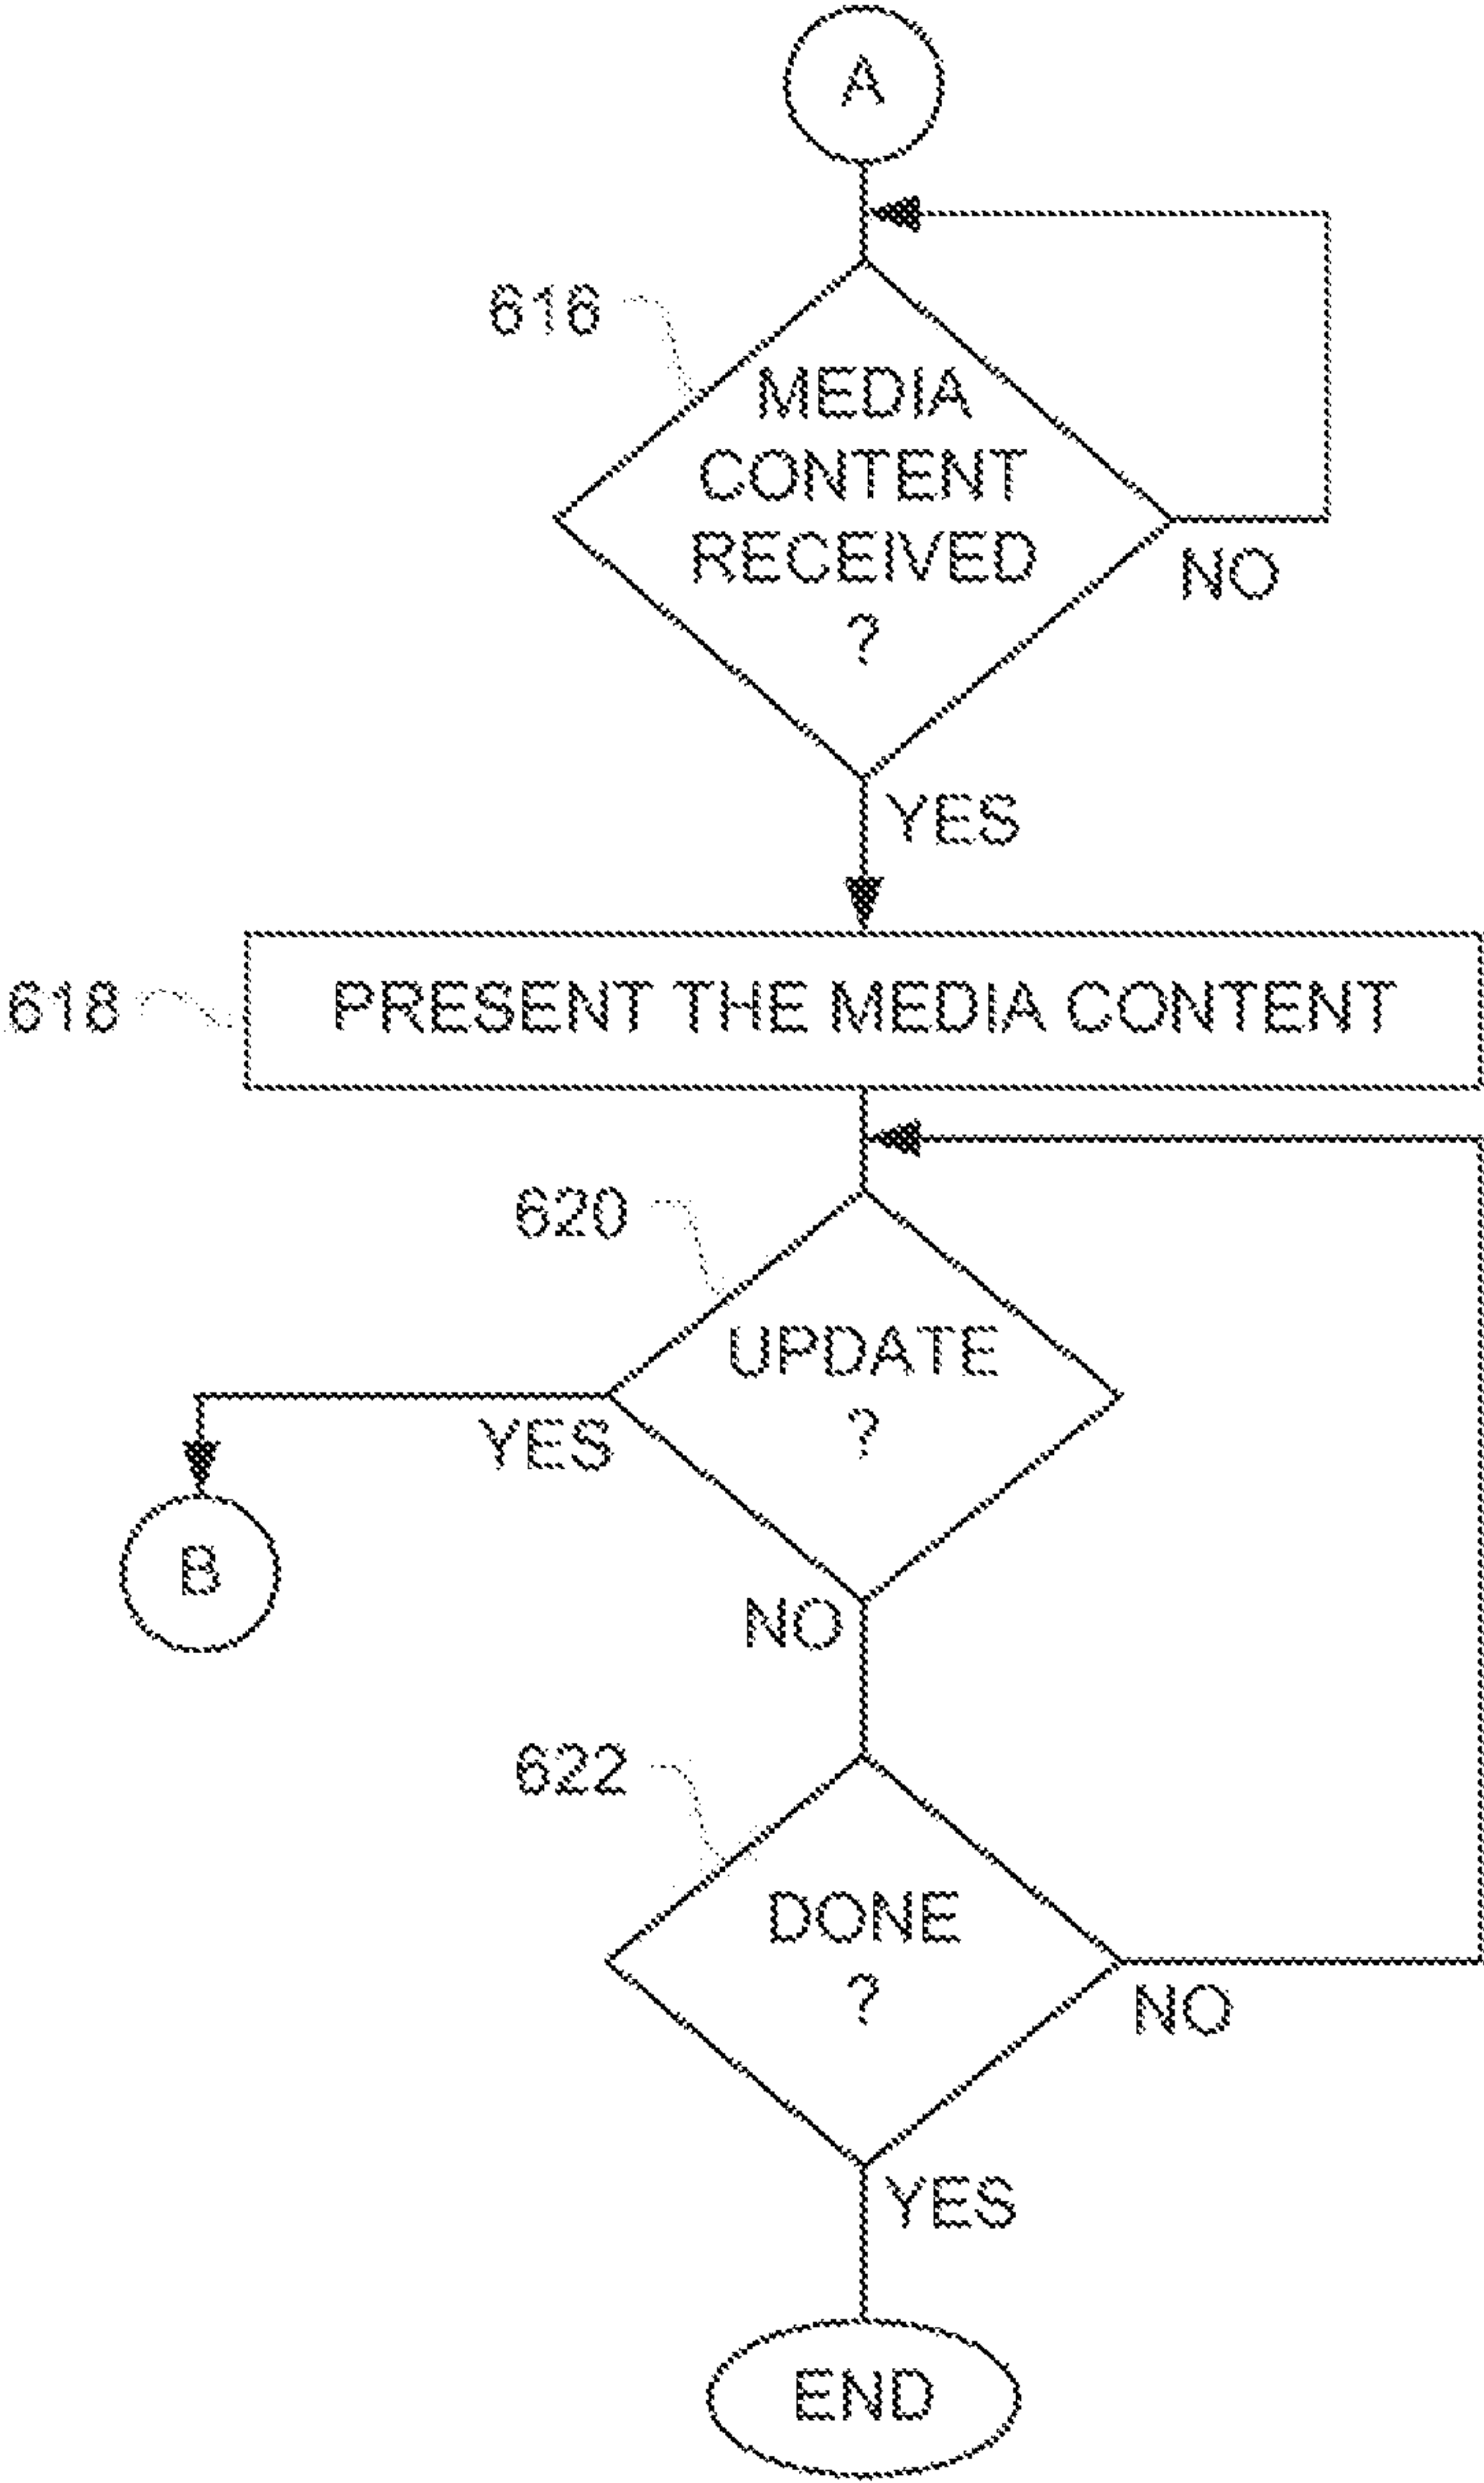 A
616
MEDIA
CONTENT
RECEIVED
?
NO
YES
618
PRESENT THE MEDIA CONTENT
620
UPDATE
?
YES
B
NO
622
DONE
?
NO
YES
END